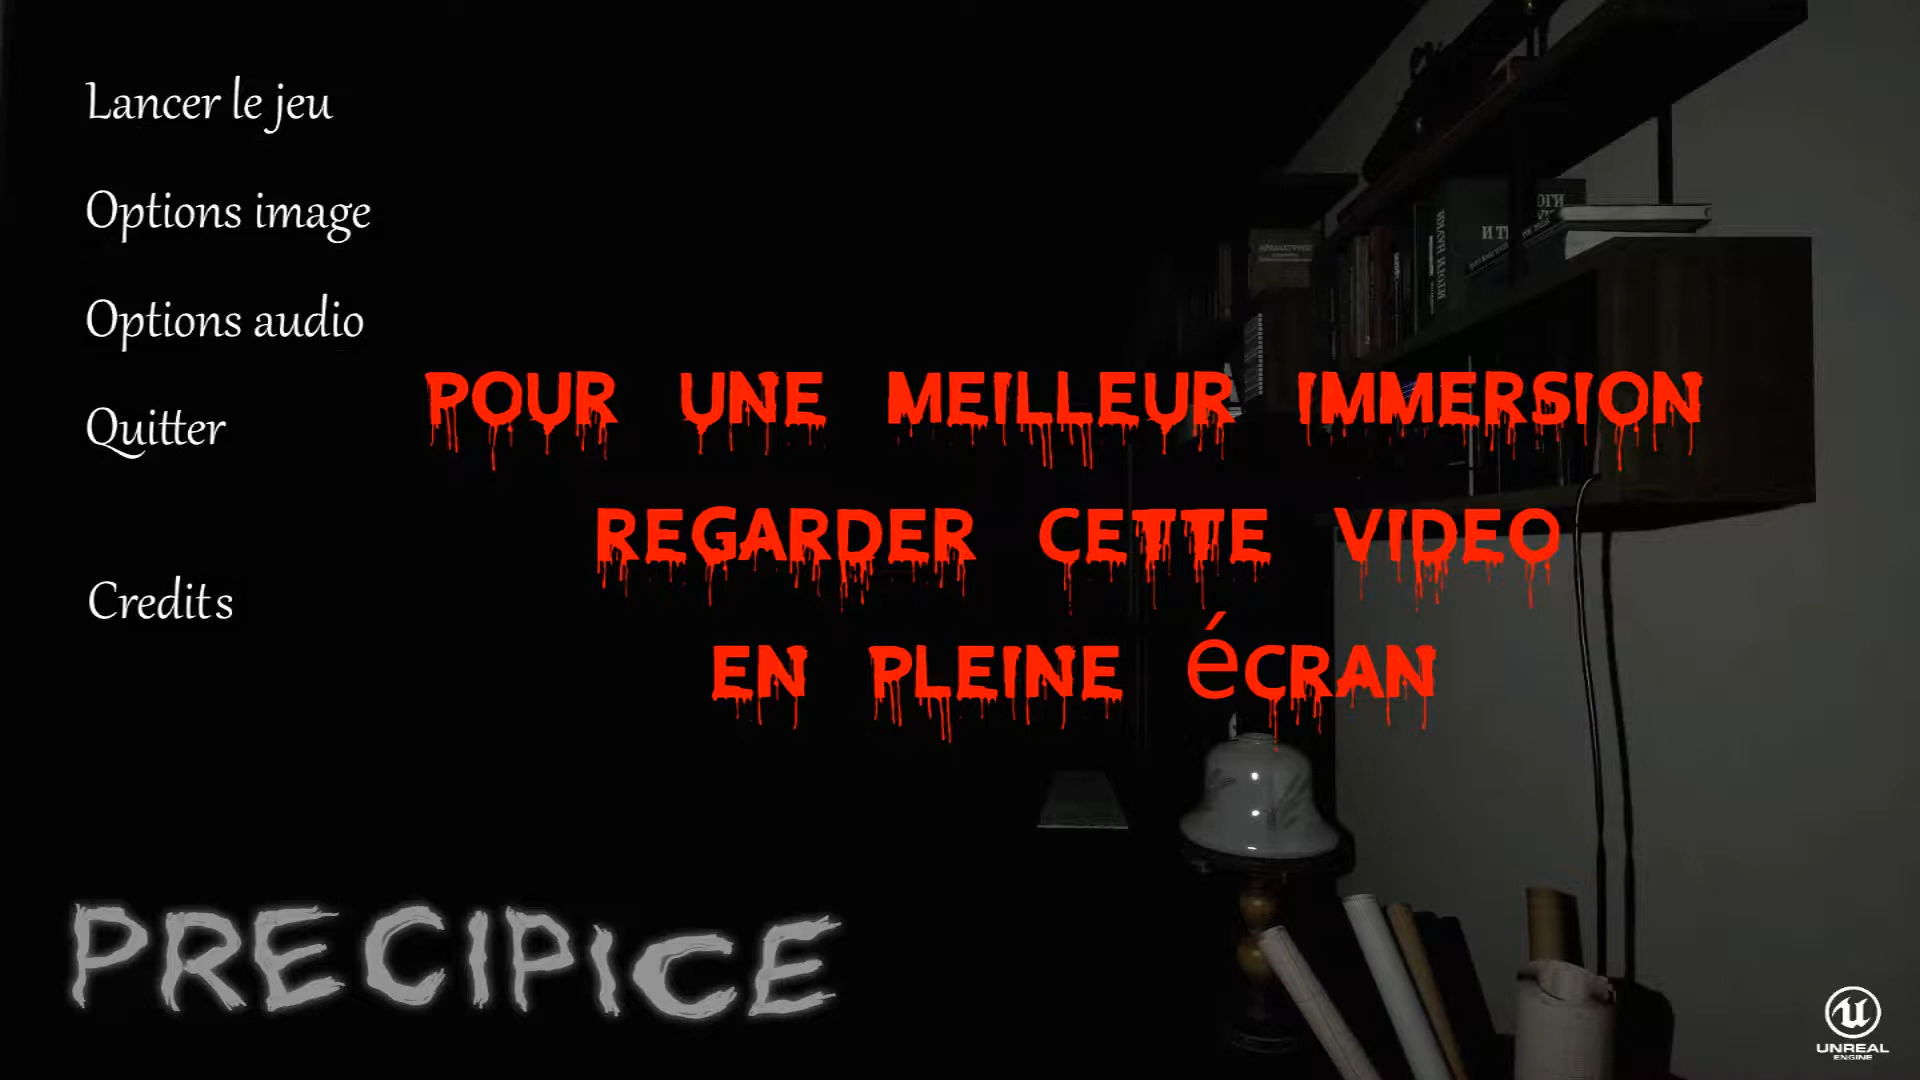 Lancer le jeu
Options image
Options audio
Quitter
Credits
POUR UNE MEILLEUR IMMERSION
REGARDER CETTE VIDEO
EN PLEINE éCRAN
PRECIPICE
UNREAL
ENGINE